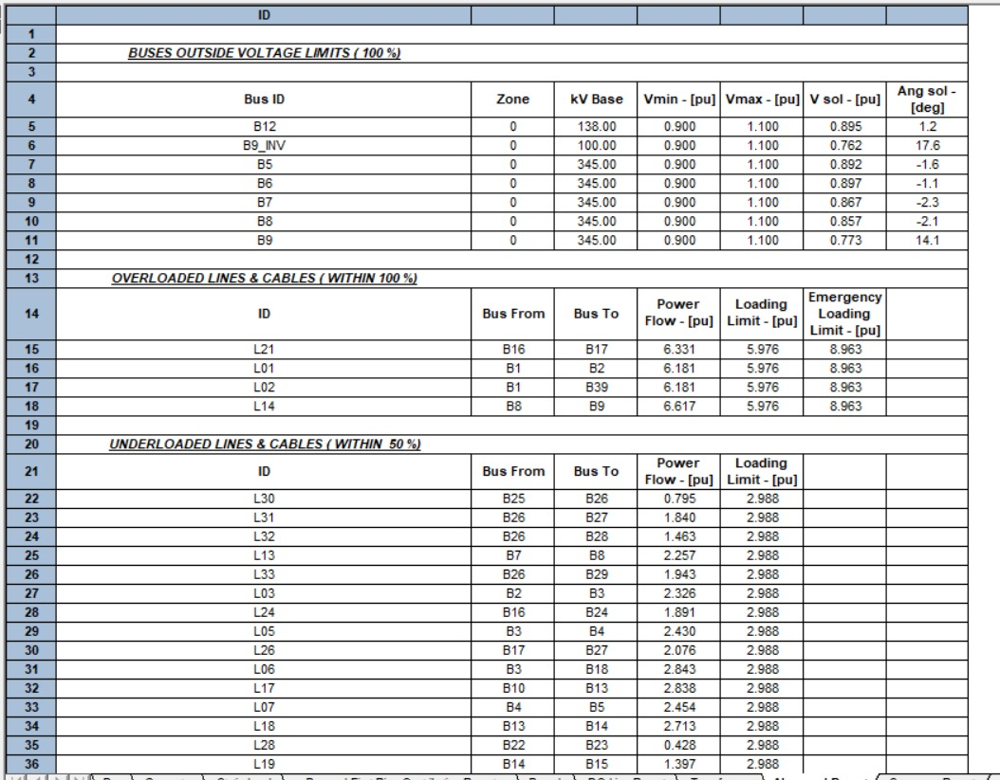 ID
1
2 BUSES OUTSIDE VOLTAGE LIMITS ( 100 %)
3
4 Bus ID Zone kV Base Vmin - [pu] Vmax - [pu] V sol - [pu] Ang sol - [deg]
5 B12 0 138.00 0.900 1.100 0.895 1.2
6 B9_INV 0 100.00 0.900 1.100 0.762 17.6
7 B5 0 345.00 0.900 1.100 0.892 -1.6
8 B6 0 345.00 0.900 1.100 0.897 -1.1
9 B7 0 345.00 0.900 1.100 0.867 -2.3
10 B8 0 345.00 0.900 1.100 0.857 -2.1
11 B9 0 345.00 0.900 1.100 0.773 14.1
12
13 OVERLOADED LINES & CABLES ( WITHIN 100 %)
14 ID Bus From Bus To Power Flow - [pu] Loading Limit - [pu] Emergency Loading Limit - [pu]
15 L21 B16 B17 6.331 5.976 8.963
16 L01 B1 B2 6.181 5.976 8.963
17 L02 B1 B39 6.181 5.976 8.963
18 L14 B8 B9 6.617 5.976 8.963
19
20 UNDERLOADED LINES & CABLES ( WITHIN 50 %)
21 ID Bus From Bus To Power Flow - [pu] Loading Limit - [pu]
22 L30 B25 B26 0.795 2.988
23 L31 B26 B27 1.840 2.988
24 L32 B26 B28 1.463 2.988
25 L13 B7 B8 2.257 2.988
26 L33 B26 B29 1.943 2.988
27 L03 B2 B3 2.326 2.988
28 L24 B16 B24 1.891 2.988
29 L05 B3 B4 2.430 2.988
30 L26 B17 B27 2.076 2.988
31 L06 B3 B18 2.843 2.988
32 L17 B10 B13 2.838 2.988
33 L07 B4 B5 2.454 2.988
34 L18 B13 B14 2.713 2.988
35 L28 B22 B23 0.428 2.988
36 L19 B14 B15 1.397 2.988